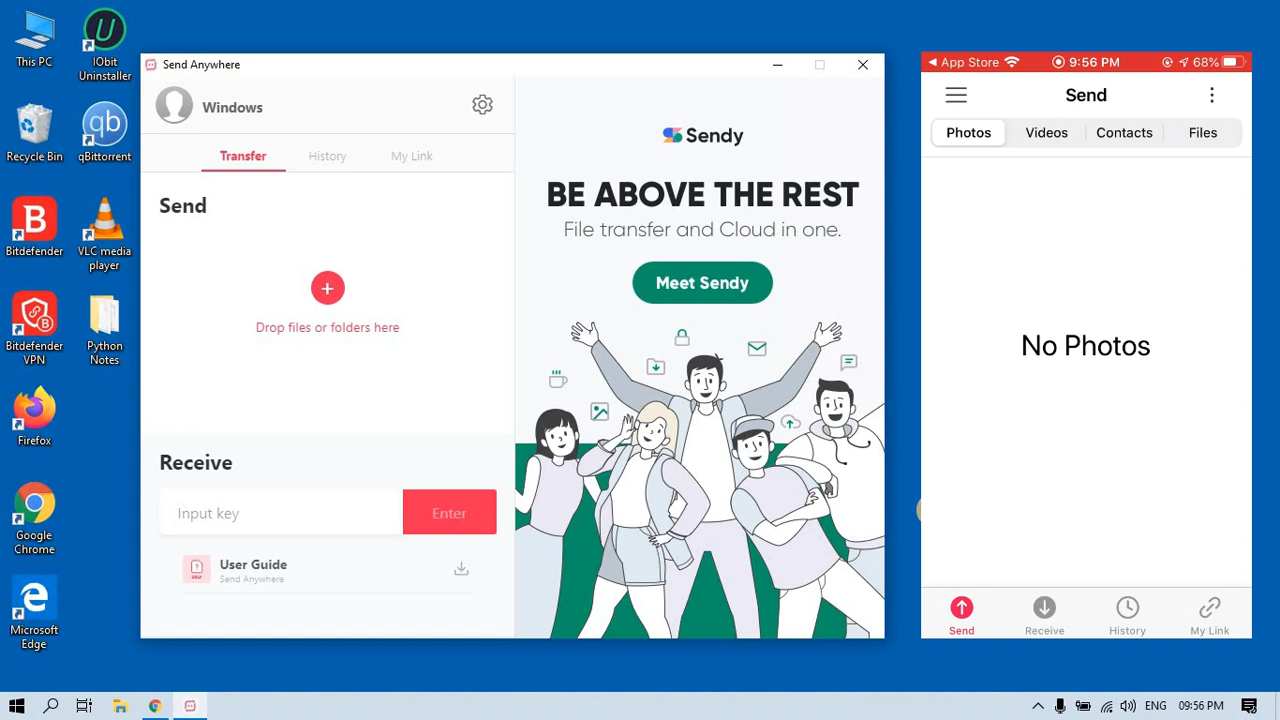 This PC
IObit
Uninstaller
Recycle Bin
qb
qBittorrent
B
Bitdefender
VLC media
player
Bitdefender
VPN
Python
Notes
Firefox
Google
Chrome
Microsoft
Edge
Send Anywhere
Windows
Transfer
History
My Link
Send
Drop files or folders here
Receive
Input key
Enter
User Guide
Send Anywhere
Sendy
BE ABOVE THE REST
File transfer and Cloud in one.
Meet Sendy
App Store
9:56 PM
68%
Send
Photos
Videos
Contacts
Files
No Photos
Send
Receive
History
My Link
ENG
09:56 PM